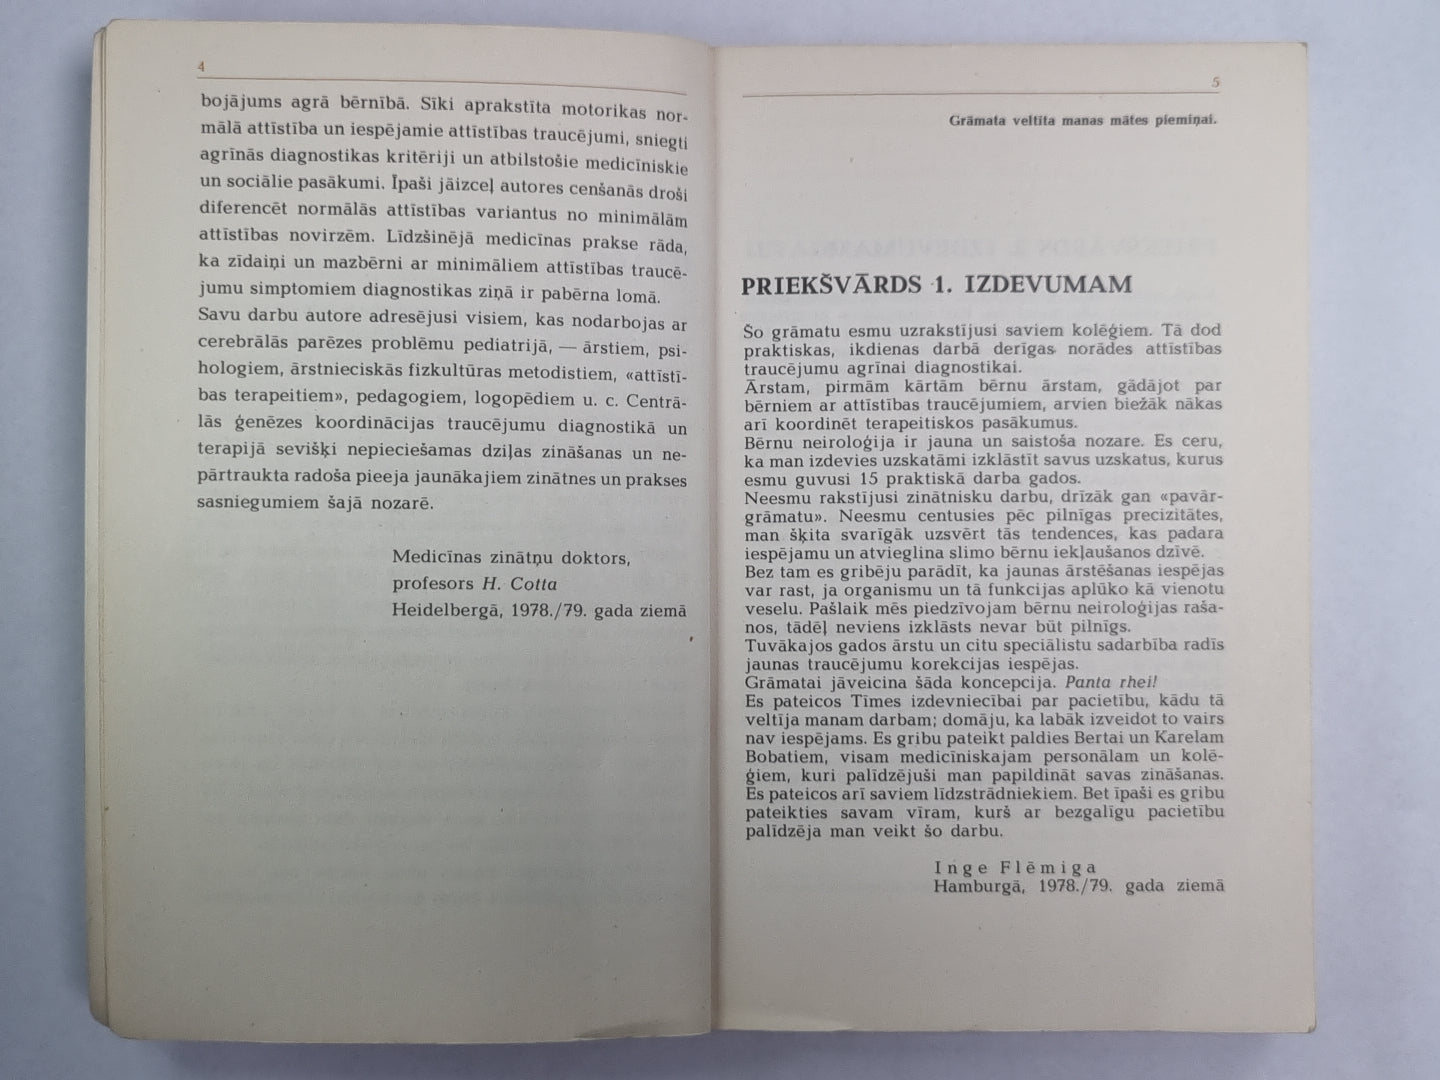 4
bojājums agrā bērnībā. Sīki aprakstīta motorikas nor-
mālā attīstība un iespējamie attīstības traucējumi, sniegti
agrīnās diagnostikas kritēriji un atbilstošie medicīniskie
un sociālie pasākumi. Īpaši jāizceļ autores cenšanās droši
diferencēt normālās attīstības variantus no minimālām
attīstības novirzēm. Līdzšinējā medicīnas prakse rāda,
ka zīdaiņi un mazbērni ar minimāliem attīstības traucē-
jumu simptomiem diagnostikas ziņā ir pabērna lomā.
Savu darbu autore adresējusi visiem, kas nodarbojas ar
cerebrālās parēzes problēmu pediatrijā, — ārstiem, psi-
hologiem, ārstnieciskās fizkultūras metodistiem, «attīstī-
bas terapeitiem», pedagogiem, logopēdiem u. c. Centrā-
lās ģenēzes koordinācijas traucējumu diagnostikā un
terapijā sevišķi nepieciešamas dziļas zināšanas un ne-
pārtraukta radoša pieeja jaunākajiem zinātnes un prakses
sasniegumiem šajā nozarē.
Medicīnas zinātņu doktors,
profesors H. Cotta
Heidelbergā, 1978./79. gada ziemā
5
Grāmata veltīta manas mātes piemiņai.
PRIEKŠVĀRDS 1. IZDEVUMAM
Šo grāmatu esmu uzrakstījusi saviem kolēģiem. Tā dod
praktiskas, ikdienas darbā derīgas norādes attīstības
traucējumu agrīnai diagnostikai.
Ārstam, pirmām kārtām bērnu ārstam, gādājot par
bērniem ar attīstības traucējumiem, arvien biežāk nākas
arī koordinēt terapeitiskos pasākumus.
Bērnu neiroloģija ir jauna un saistoša nozare. Es ceru,
ka man izdevies uzskatāmi izklāstīt savus uzskatus, kurus
esmu guvusi 15 praktiskā darba gados.
Neesmu rakstījusi zinātnisku darbu, drīzāk gan «pavār-
grāmatu». Neesmu centusies pēc pilnīgas precizitātes,
man šķita svarīgāk uzsvērt tās tendences, kas padara
iespējamu un atvieglina slimo bērnu iekļaušanos dzīvē.
Bez tam es gribēju parādīt, ka jaunas ārstēšanas iespējas
var rast, ja organismu un tā funkcijas aplūko kā vienotu
veselu. Pašlaik mēs piedzīvojam bērnu neiroloģijas raša-
nos, tādēļ neviens izklāsts nevar būt pilnīgs.
Tuvākajos gados ārstu un citu speciālistu sadarbība radīs
jaunas traucējumu korekcijas iespējas.
Grāmatai jāveicina šāda koncepcija. Panta rhei!
Es pateicos Tīmes izdevniecībai par pacietību, kādu tā
veltīja manam darbam; domāju, ka labāk izveidot to vairs
nav iespējams. Es gribu pateikt paldies Bertai un Karelam
Bobatiem, visam medicīniskajam personālam un kolē-
ģiem, kuri palīdzējuši man papildināt savas zināšanas.
Es pateicos arī saviem līdzstrādniekiem. Bet īpaši es gribu
pateikties savam vīram, kurš ar bezgalīgu pacietību
palīdzēja man veikt šo darbu.
Inge Flēmiga
Hamburgā, 1978./79. gada ziemā